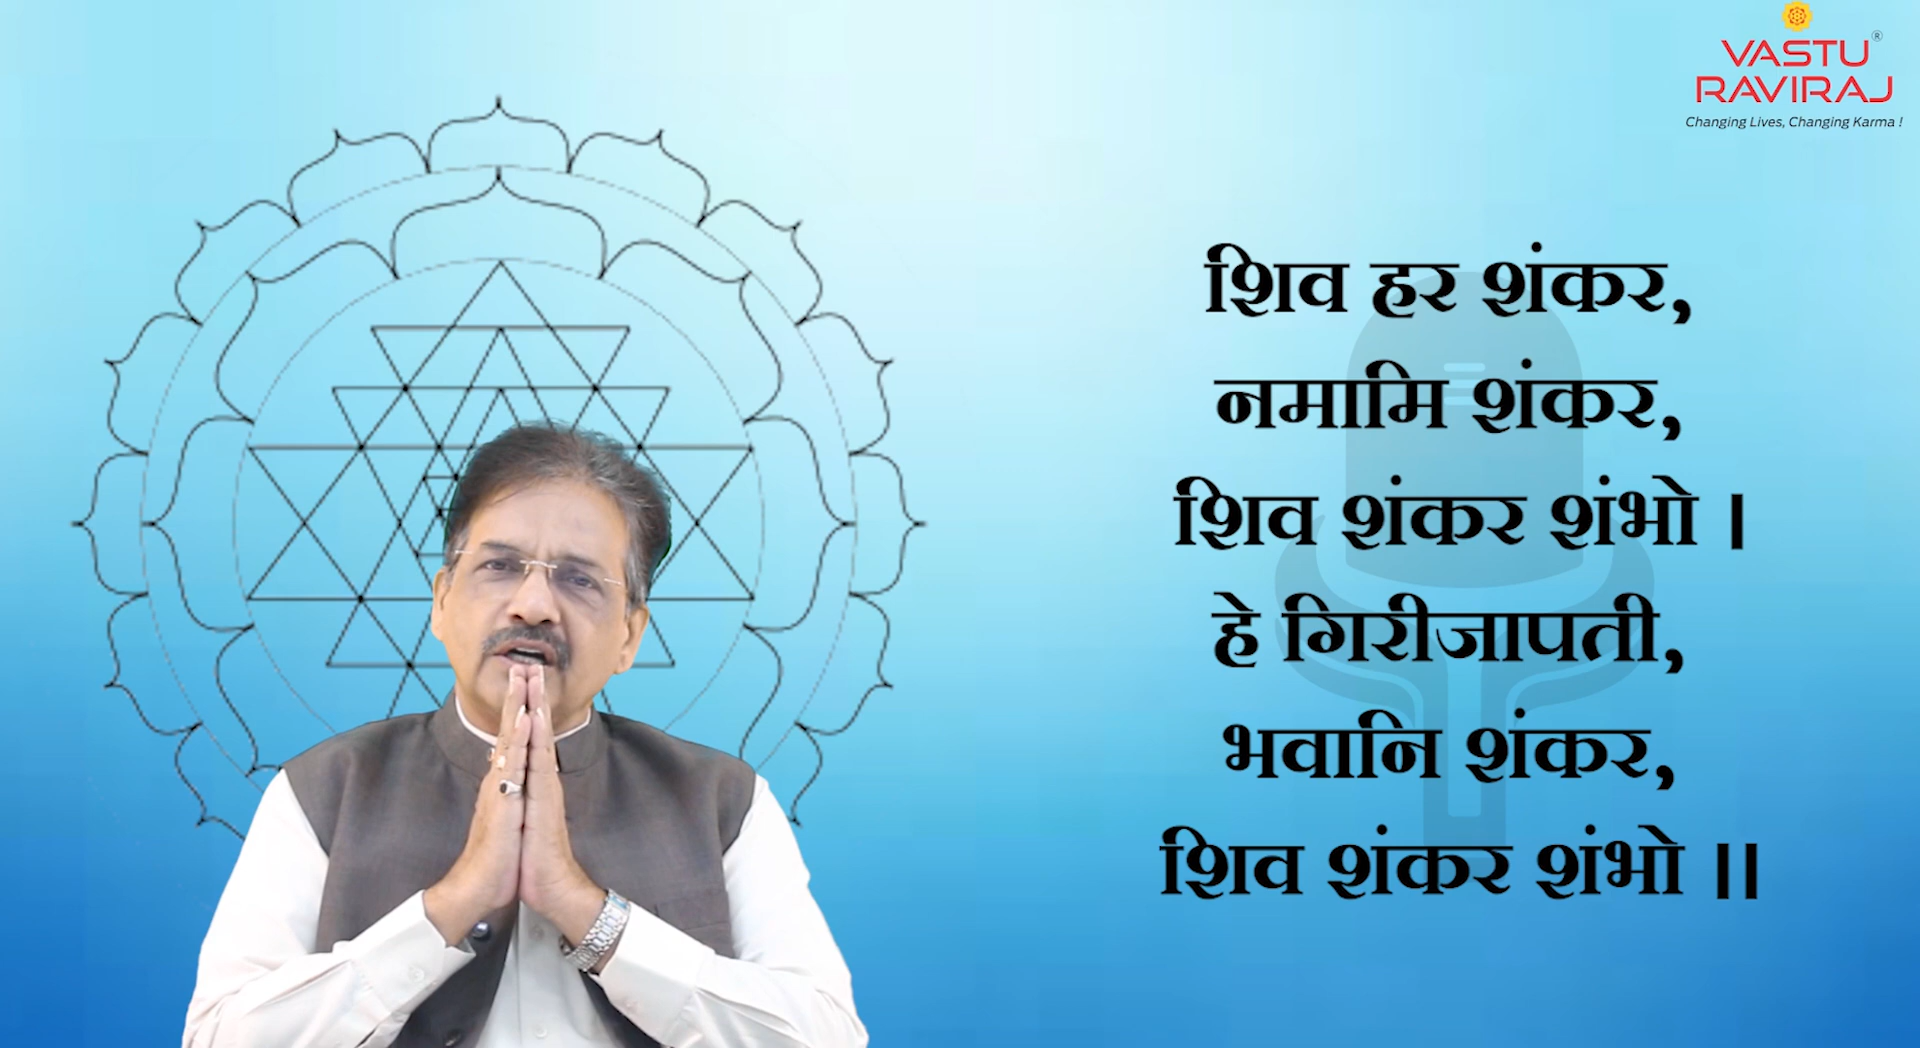 VASTU®
RAVIRAJ
Changing Lives, Changing Karma !
शिव हर शंकर,
नमामि शंकर,
शिव शंकर शंभो ।
हे गिरीजापती,
भवानि शंकर,
शिव शंकर शंभो ।।